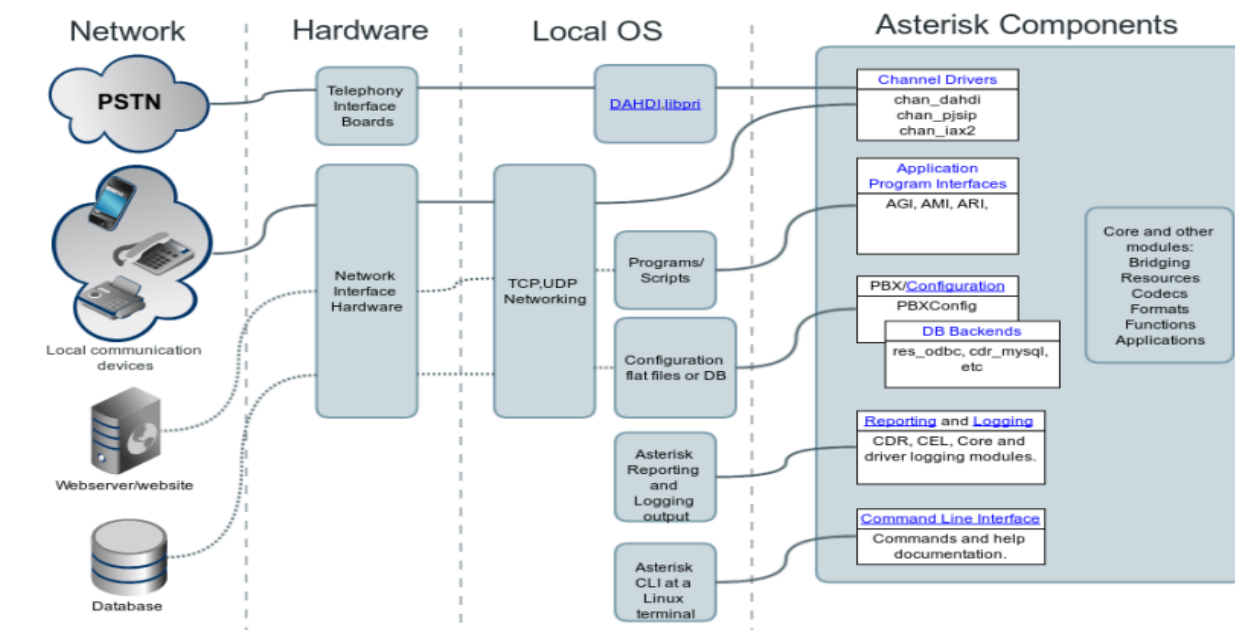 Network
Hardware
Local OS
Asterisk Components
PSTN
Local communication
devices
Webserver/website
Database
Telephony
Interface
Boards
Network
Interface
Hardware
DAHDI,libpri
TCP,UDP
Networking
Programs/
Scripts
Configuration
flat files or DB
Asterisk
Reporting
and
Logging
output
Asterisk
CLI at a
Linux
terminal
Channel Drivers
chan_dahdi
chan_pjsip
chan_iax2
Application
Program Interfaces
AGI, AMI, ARI,
PBX/Configuration
PBXConfig
DB Backends
res_odbc, cdr_mysql,
etc
Reporting and Logging
CDR, CEL, Core and
driver logging modules.
Command Line Interface
Commands and help
documentation.
Core and other
modules:
Bridging
Resources
Codecs
Formats
Functions
Applications